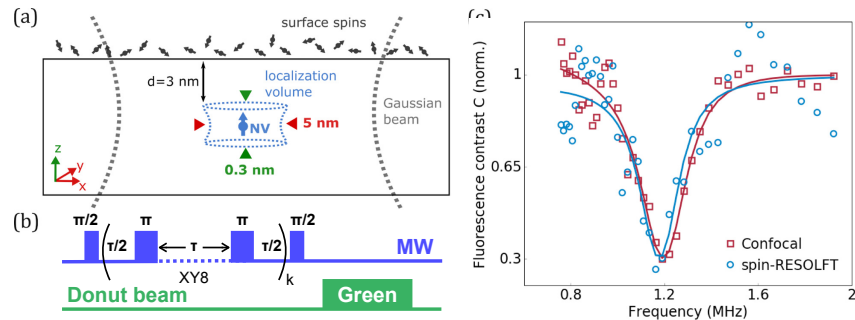 (a)
surface spins
d=3 nm
localization
volume
Gaussian
beam
NV
5 nm
0.3 nm
z
y
x
(b)
π/2
π
π
π/2
τ/2
τ
τ/2
MW
XY8
k
Donut beam
Green
(c)
Fluorescence contrast C (norm.)
1
0.65
0.3
Confocal
spin-RESOLFT
0.8
1.2
1.6
2
Frequency (MHz)